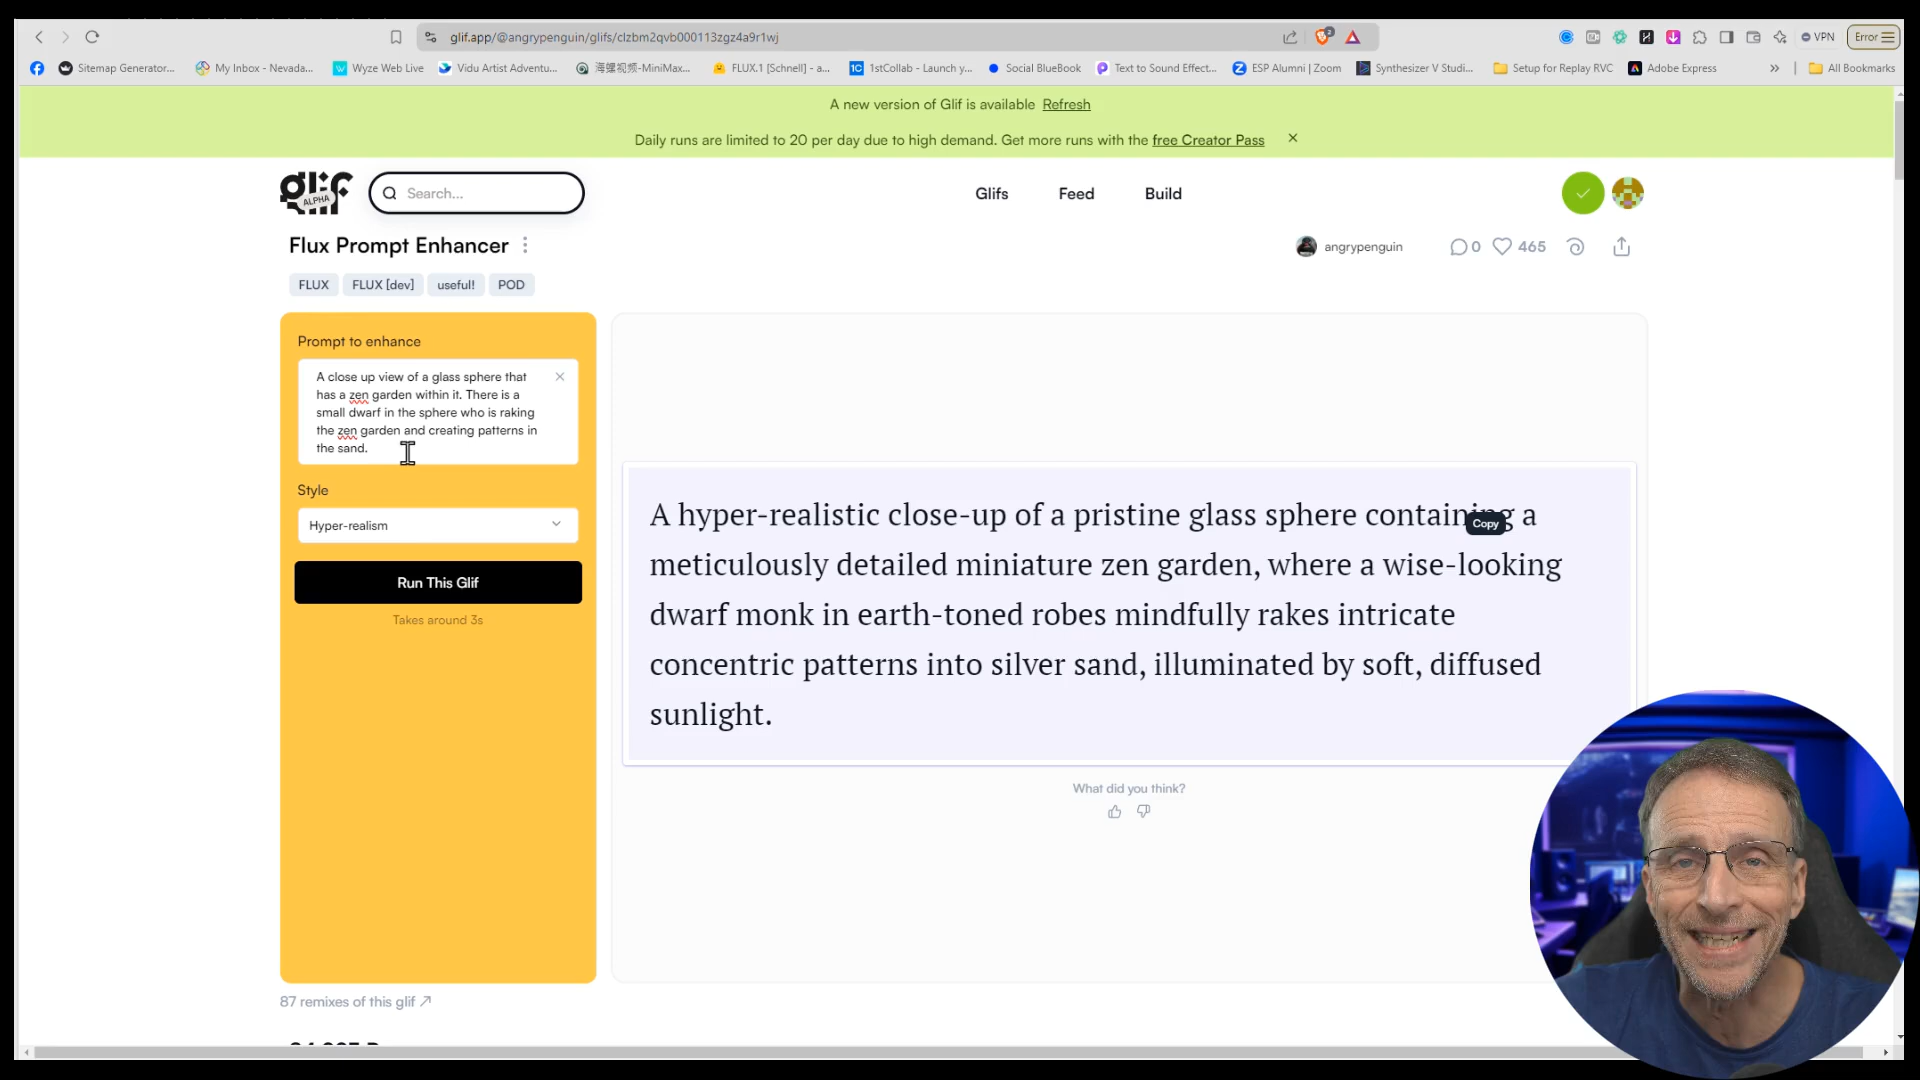 glif.app/@angrypenguin/glifs/clzbm2qvb000113zgz4a9r1wj
2
VPN
Error
Sitemap Generator...
My Inbox - Nevada...
Wyze Web Live
Vidu Artist Adventu...
海螺视频-MiniMax...
FLUX.1 [Schnell] - a...
1C
1stCollab - Launch y...
Social BlueBook
Text to Sound Effect...
ESP Alumni | Zoom
Synthesizer V Studi...
Setup for Replay RVC
Adobe Express
All Bookmarks
A new version of Glif is available Refresh
Daily runs are limited to 20 per day due to high demand. Get more runs with the free Creator Pass
glif
ALPHA
Search...
Glifs
Feed
Build
Flux Prompt Enhancer
angrypenguin
0
465
FLUX
FLUX [dev]
useful!
POD
Prompt to enhance
A close up view of a glass sphere that
has a zen garden within it. There is a
small dwarf in the sphere who is raking
the zen garden and creating patterns in
the sand.
Style
Hyper-realism
Run This Glif
Takes around 3s
A hyper-realistic close-up of a pristine glass sphere containing a
Copy
meticulously detailed miniature zen garden, where a wise-looking
dwarf monk in earth-toned robes mindfully rakes intricate
concentric patterns into silver sand, illuminated by soft, diffused
sunlight.
What did you think?
87 remixes of this glif